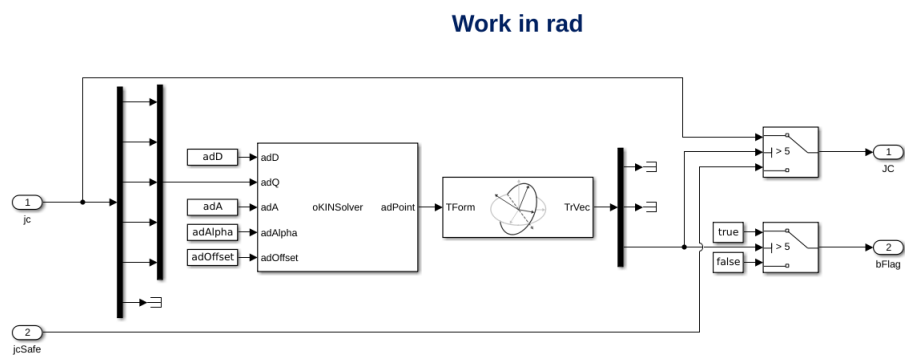 Work in rad
1
jc
2
jcSafe
adD
adA
adAlpha
adOffset
adD
adQ
adA
adAlpha
adOffset
oKINSolver
adPoint
TForm
TrVec
> 5
1
JC
true
false
> 5
2
bFlag